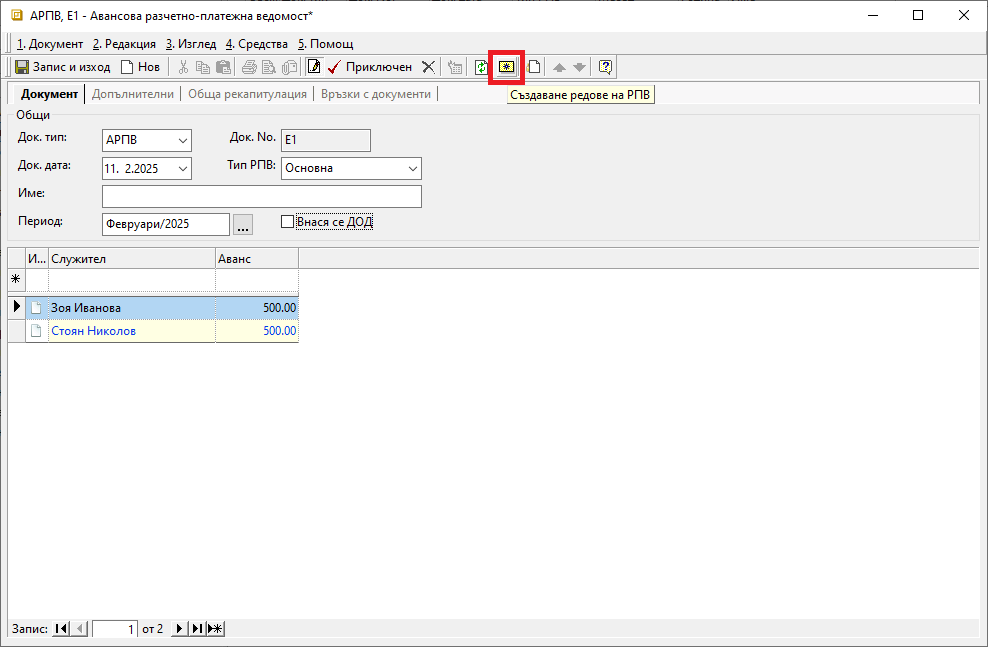 АРПВ, Е1 - Авансова разчетно-платежна ведомост*
1. Документ 2. Редакция 3. Изглед 4. Средства 5. Помощ
Запис и изход Нов Приключен
Създаване редове на РПВ
Документ Допълнителни Обща рекапитулация Връзки с документи
Общи
Док. тип: АРПВ Док. No. Е1
Док. дата: 11. 2.2025 Тип РПВ: Основна
Име:
Период: Февруари/2025 ... Внася се ДОД
И... Служител Аванс
Зоя Иванова 500.00
Стоян Николов 500.00
Запис: 1 от 2